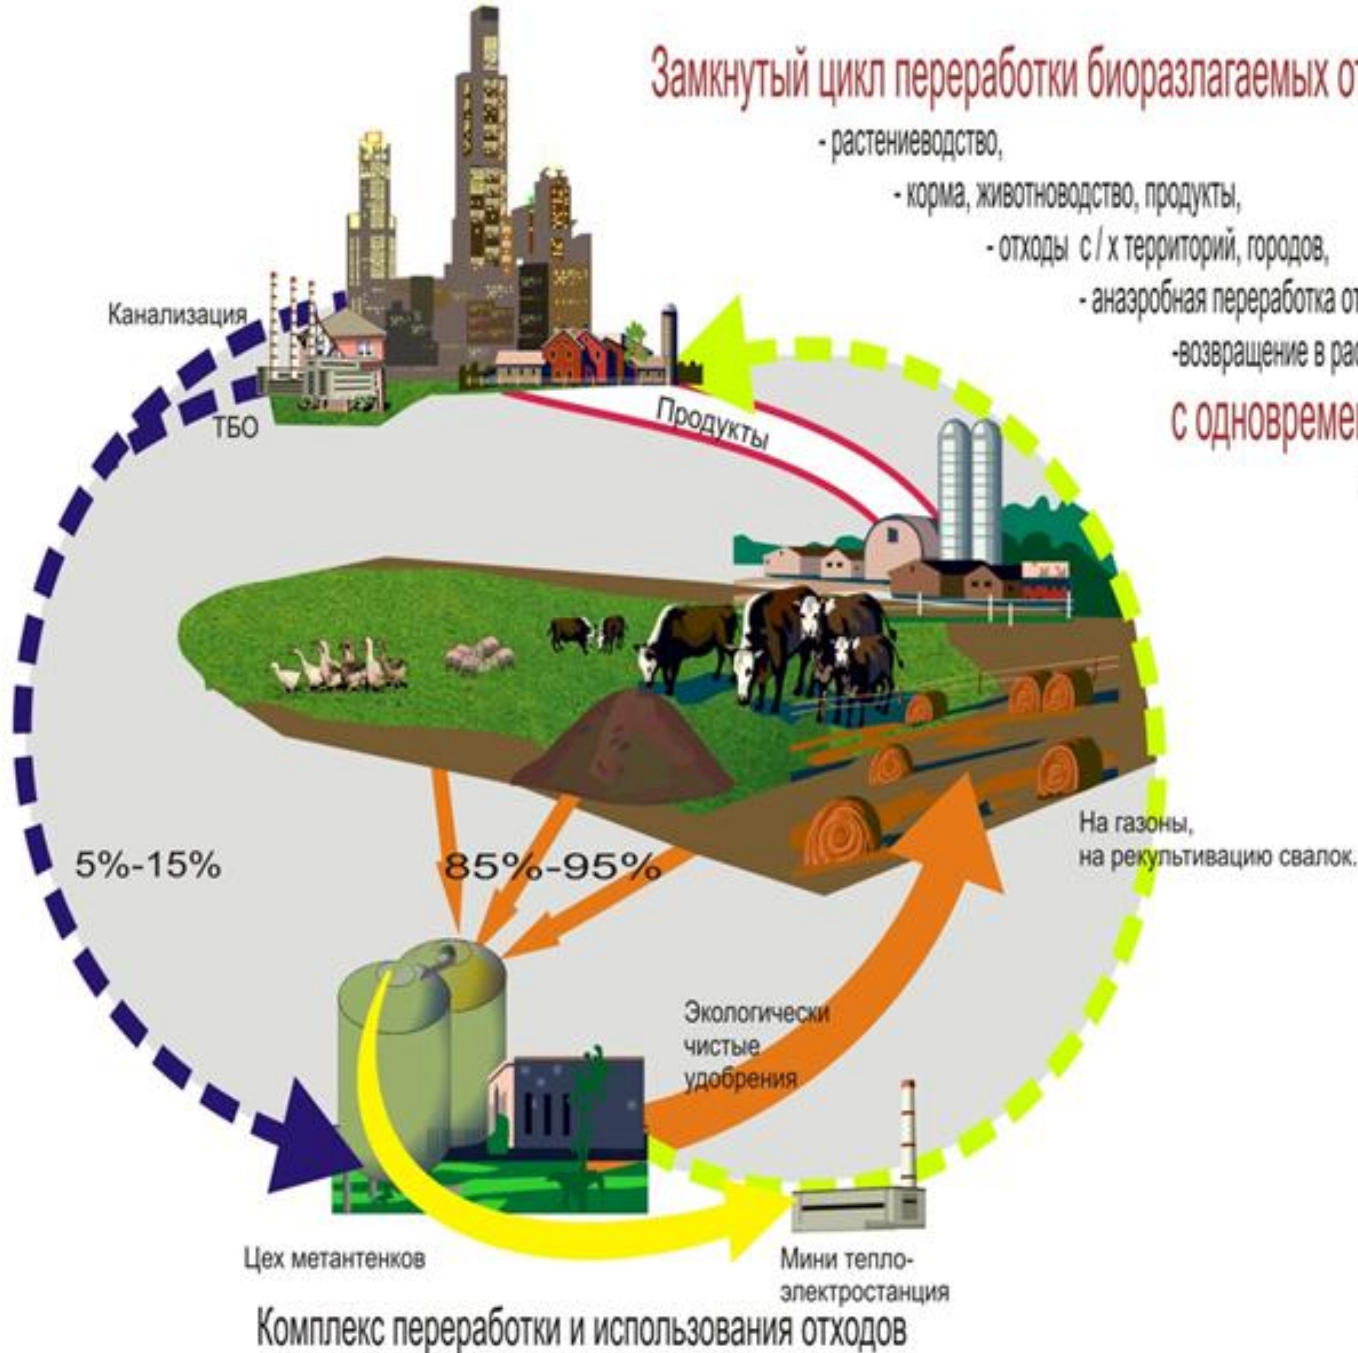 Замкнутый цикл переработки биоразлагаемых
- растениеводство,
- корма, животноводство, продукты,
- отходы с / х территорий, городов,
- анаэробная переработка
-возвращение в
с
Канализация
ТБО
Продукты
На газоны,
на рекультивацию свалок.
5%-15%
85%-95%
Экологически
чистые
удобрения
Цех метантенков
Мини тепло-
электростанция
Комплекс переработки и использования отходов